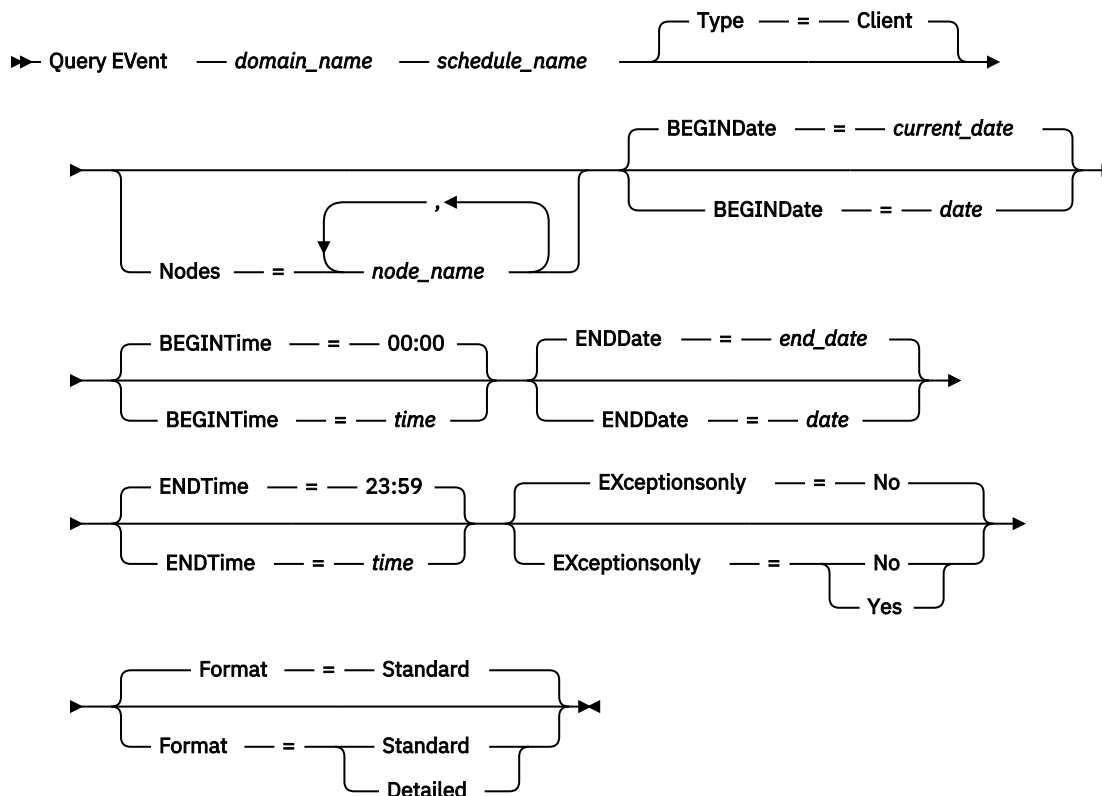 Type = Client
Query EVent domain_name schedule_name
BEGINDate = current_date
BEGINDate = date
,
Nodes = node_name
BEGINTime = 00:00
BEGINTime = time
ENDDate = end_date
ENDDate = date
ENDTime = 23:59
ENDTime = time
EXceptionsonly = No
EXceptionsonly = No
Yes
Format = Standard
Format = Standard
Detailed